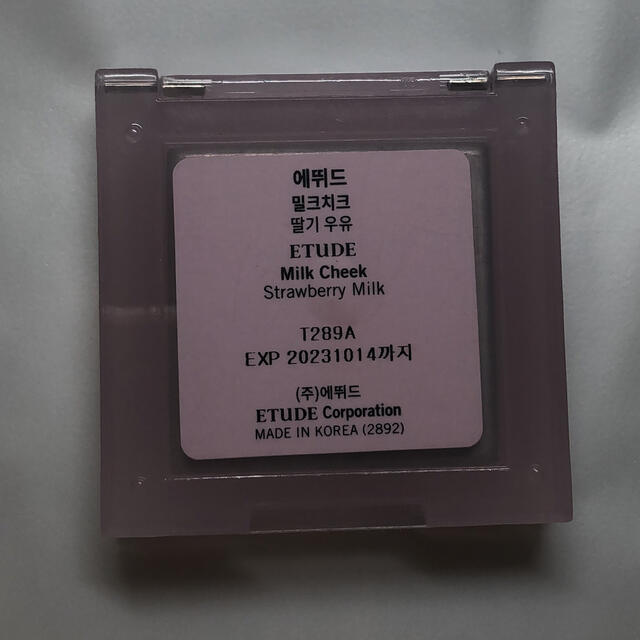 에뛰드
밀크치크
딸기 우유
ETUDE
Milk Cheek
Strawberry Milk
T289A
EXP 20231014까지
(주)에뛰드
ETUDE Corporation
MADE IN KOREA (2892)